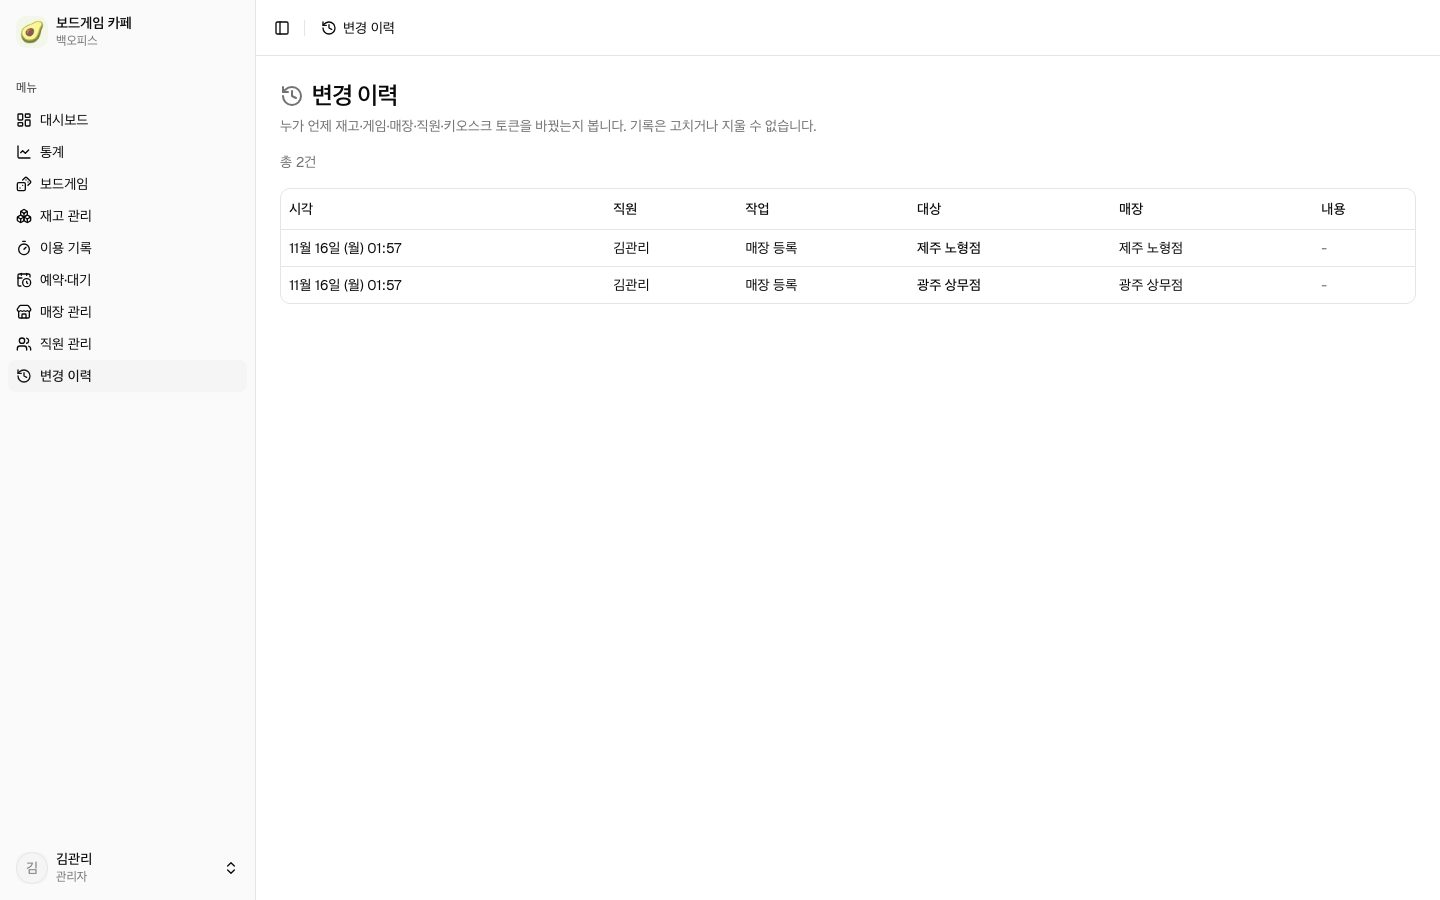 보드게임 카페
백오피스
메뉴
대시보드
통계
보드게임
재고 관리
이용 기록
예약·대기
매장 관리
직원 관리
변경 이력
김
김관리
관리자
변경 이력
변경 이력
누가 언제 재고·게임·매장·직원·키오스크 토큰을 바꿨는지 봅니다. 기록은 고치거나 지울 수 없습니다.
총 2건
시각 직원 작업 대상 매장 내용
11월 16일 (월) 01:57 김관리 매장 등록 제주 노형점 제주 노형점 -
11월 16일 (월) 01:57 김관리 매장 등록 광주 상무점 광주 상무점 -